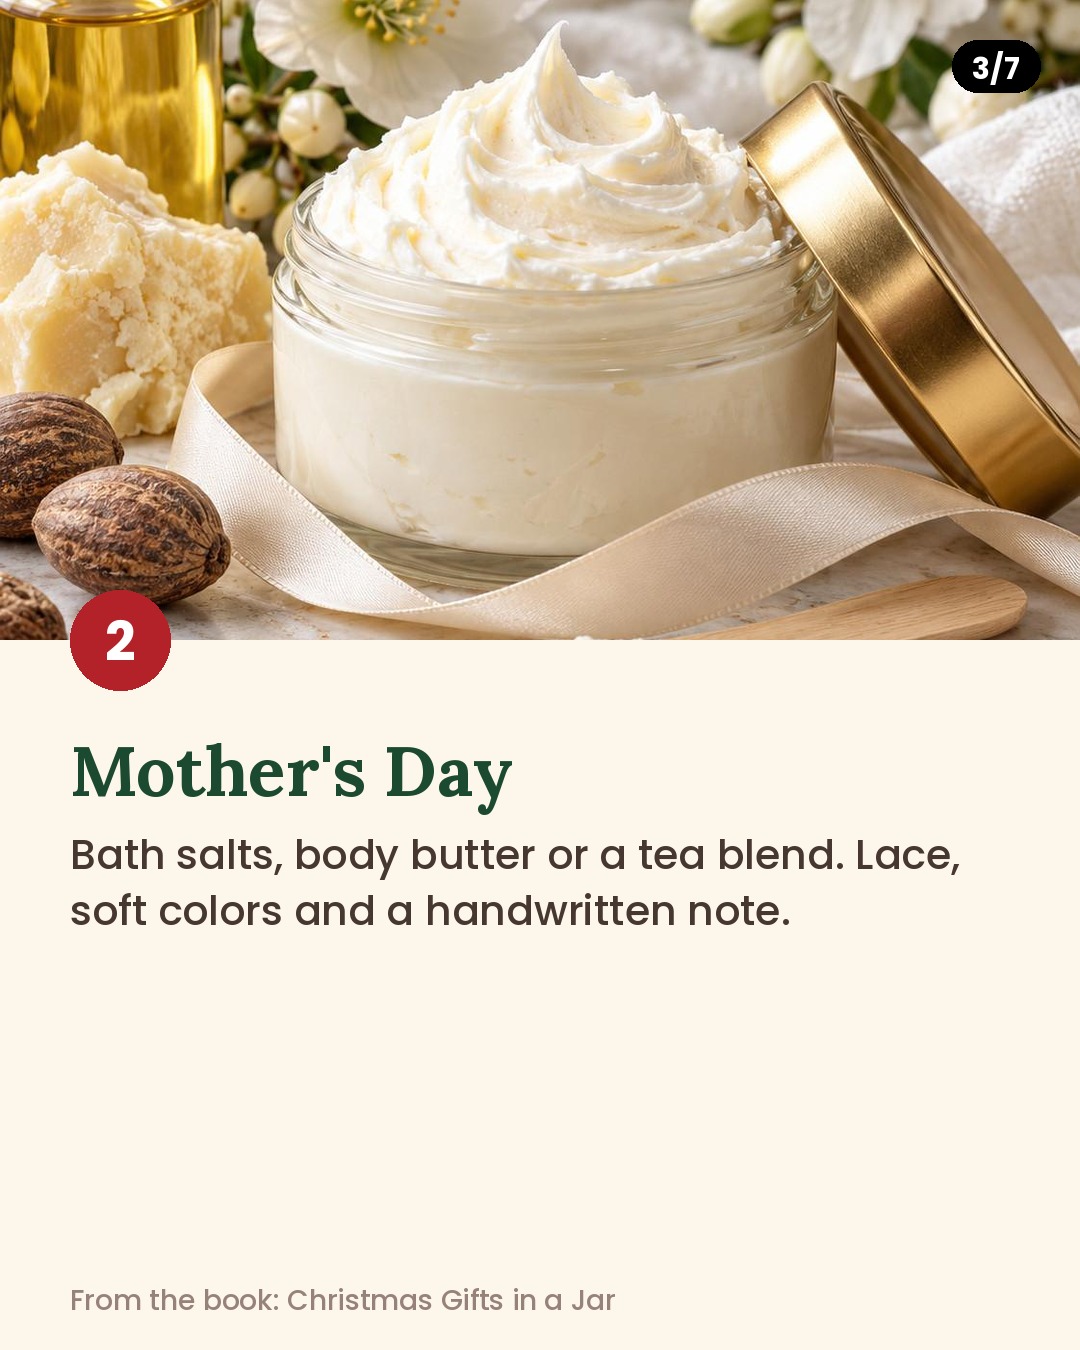 3/7
2
Mother's Day
Bath salts, body butter or a tea blend. Lace,
soft colors and a handwritten note.
From the book: Christmas Gifts in a Jar